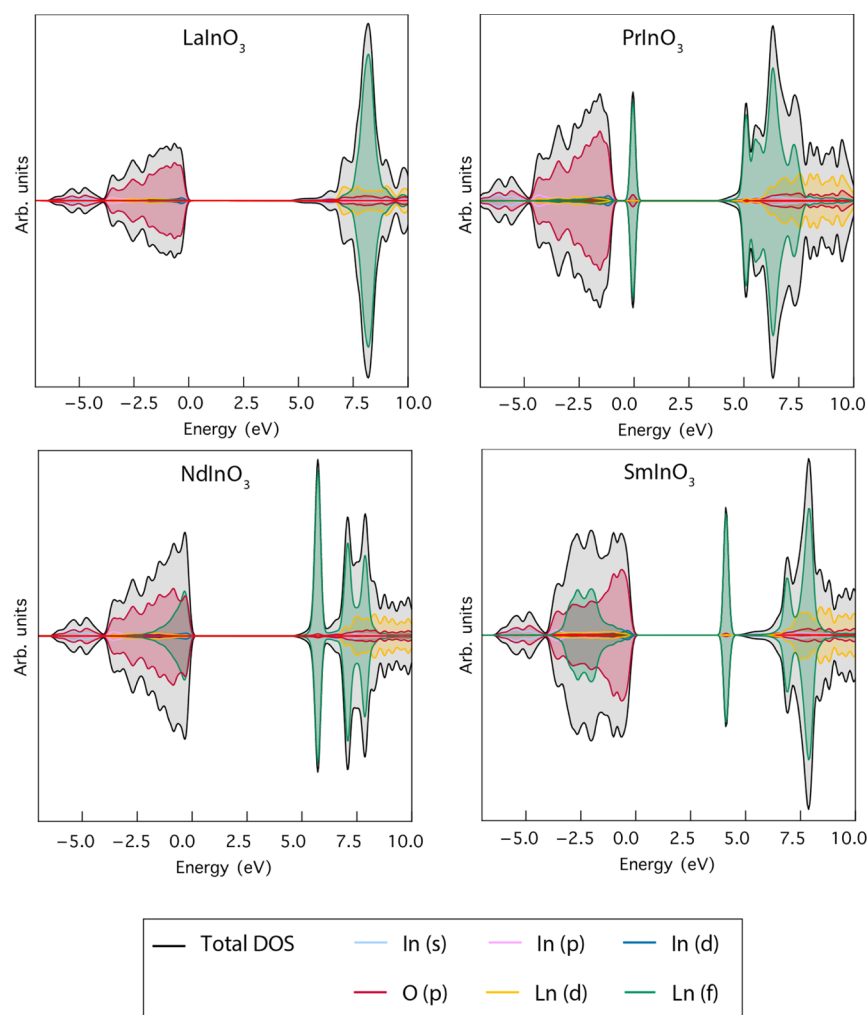 LaInO3
Arb. units
−5.0 −2.5 0.0 2.5 5.0 7.5 10.0
Energy (eV)
PrInO3
Arb. units
−5.0 −2.5 0.0 2.5 5.0 7.5 10.0
Energy (eV)
NdInO3
Arb. units
−5.0 −2.5 0.0 2.5 5.0 7.5 10.0
Energy (eV)
SmInO3
Arb. units
−5.0 −2.5 0.0 2.5 5.0 7.5 10.0
Energy (eV)
Total DOS In (s) In (p) In (d)
O (p) Ln (d) Ln (f)